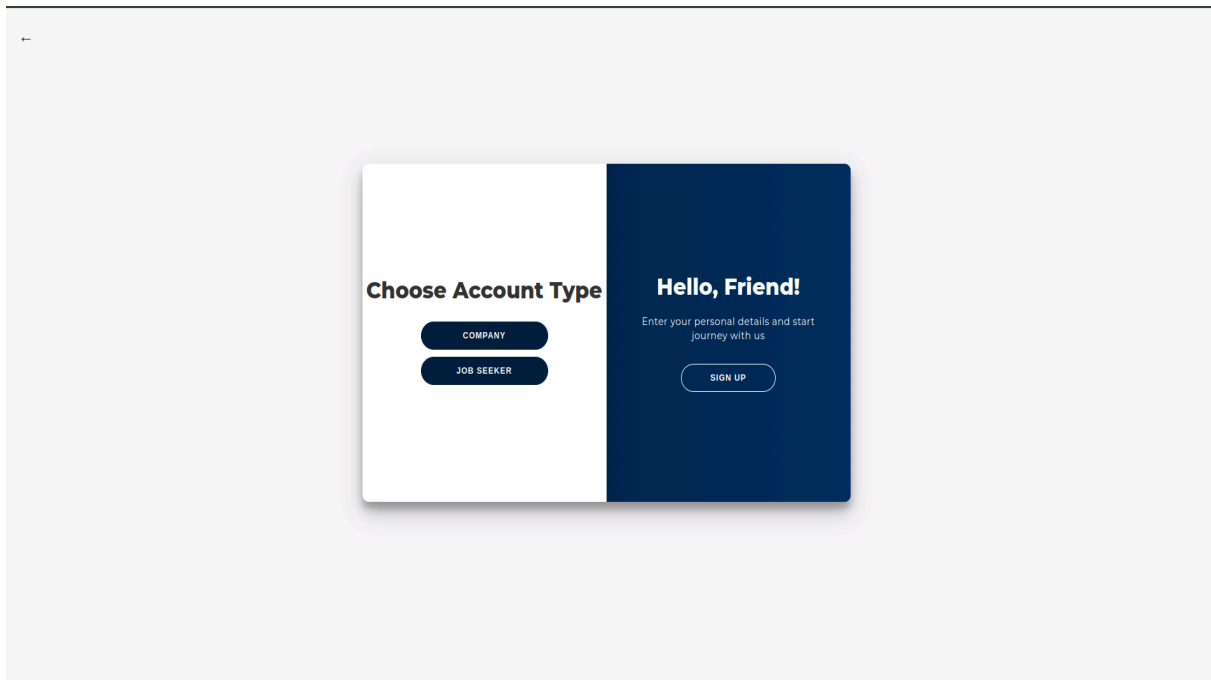 ←
Choose Account Type
COMPANY
JOB SEEKER
Hello, Friend!
Enter your personal details and start
journey with us
SIGN UP